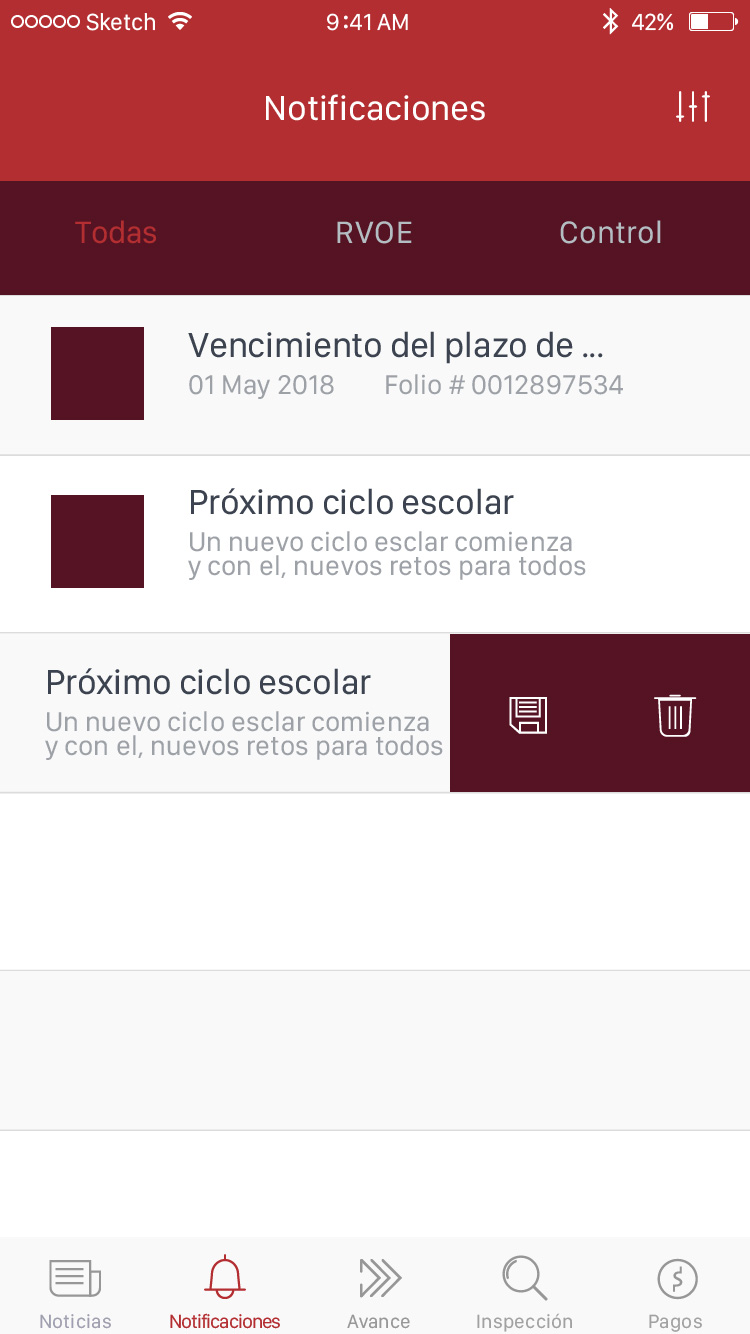 Sketch 9:41 AM 42%
Notificaciones
Todas RVOE Control
Vencimiento del plazo de ...
01 May 2018 Folio # 0012897534
Próximo ciclo escolar
Un nuevo ciclo esclar comienza
y con el, nuevos retos para todos
Próximo ciclo escolar
Un nuevo ciclo esclar comienza
y con el, nuevos retos para todos
Noticias Notificaciones Avance Inspección Pagos